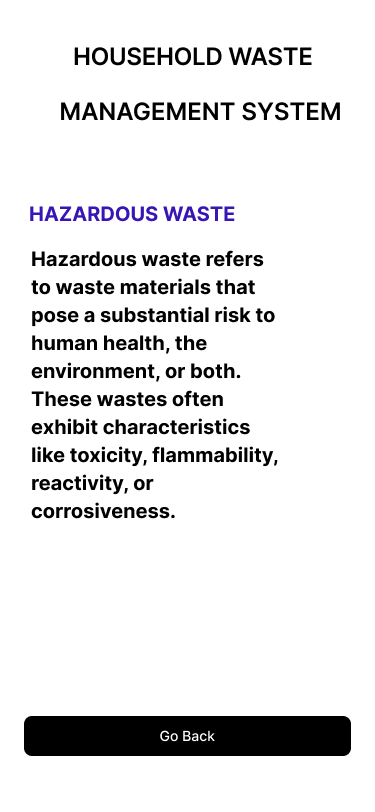 HOUSEHOLD WASTE
MANAGEMENT SYSTEM
HAZARDOUS WASTE
Hazardous waste refers
to waste materials that
pose a substantial risk to
human health, the
environment, or both.
These wastes often
exhibit characteristics
like toxicity, flammability,
reactivity, or
corrosiveness.
Go Back